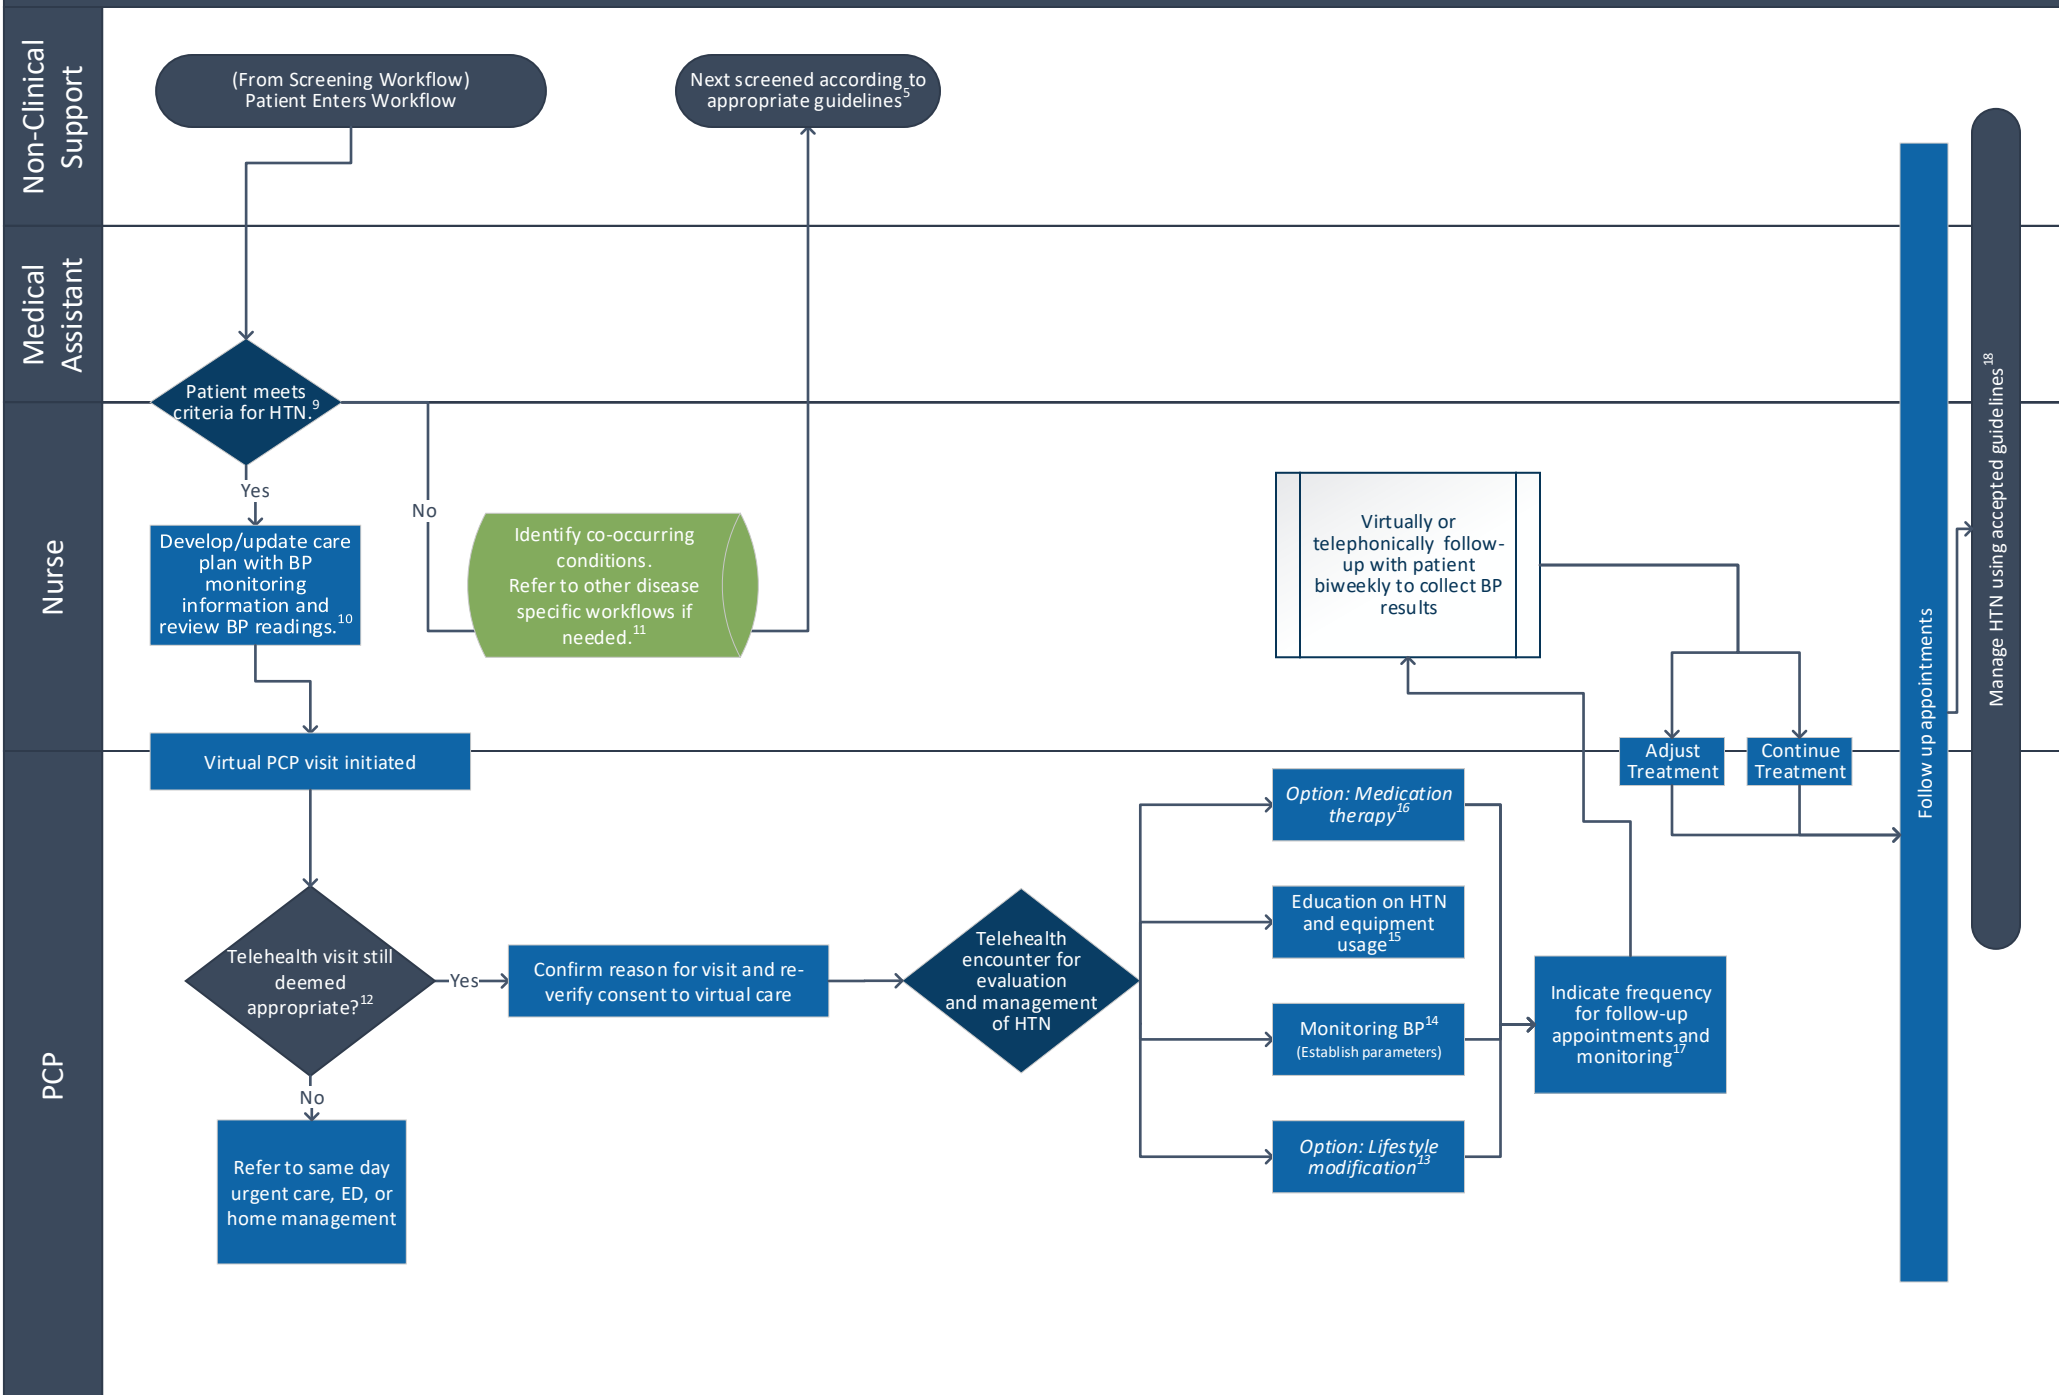 Non-Clinical
Support
(From Screening Workflow)
Patient Enters Workflow
Next screened according to
appropriate guidelines5
Medical
Assistant
Patient meets
criteria for HTN.9
Yes
No
Nurse
Develop/update care
plan with BP
monitoring
information and
review BP readings.10
Identify co-occurring
conditions.
Refer to other disease
specific workflows if
needed.11
Virtually or
telephonically follow-
up with patient
biweekly to collect BP
results
Virtual PCP visit initiated
Adjust
Treatment
Continue
Treatment
Follow up appointments
Manage HTN using accepted guidelines18
PCP
Telehealth visit still
deemed
appropriate?12
Yes
No
Refer to same day
urgent care, ED, or
home management
Confirm reason for visit and re-
verify consent to virtual care
Telehealth
encounter for
evaluation
and management
of HTN
Option: Medication
therapy16
Education on HTN
and equipment
usage15
Monitoring BP14
(Establish parameters)
Option: Lifestyle
modification13
Indicate frequency
for follow-up
appointments and
monitoring17